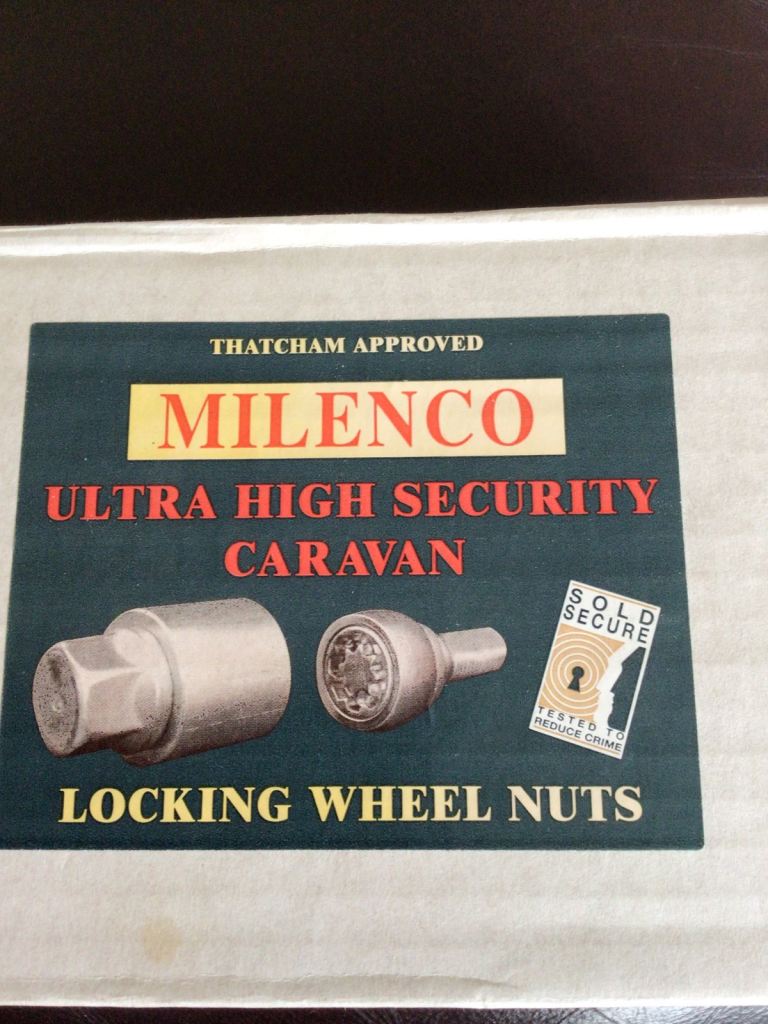 THATCHAM APPROVED
MILENCO
ULTRA HIGH SECURITY
CARAVAN
SOLD
SECURE
TESTED TO
REDUCE CRIME
LOCKING WHEEL NUTS